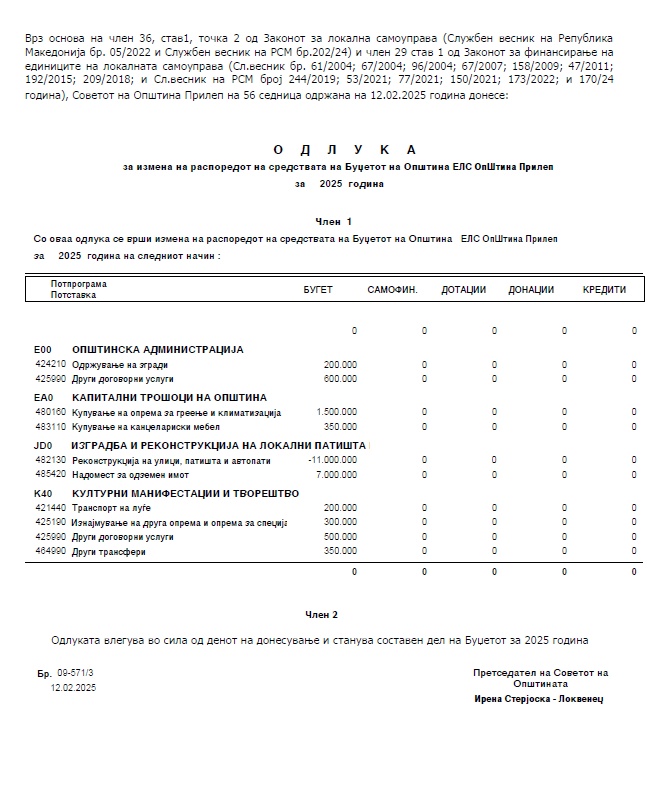 Врз основа на член 36, став1, точка 2 од Законот за локална самоуправа (Службен весник на Република
Македонија бр. 05/2022 и Службен весник на РСМ бр.202/24) и член 29 став 1 од Законот за финансирање на
единиците на локалната самоуправа (Сл.весник бр. 61/2004; 67/2004; 96/2004; 67/2007; 158/2009; 47/2011;
192/2015; 209/2018; и Сл.весник на РСМ број 244/2019; 53/2021; 77/2021; 150/2021; 173/2022; и 170/24
година), Советот на Општина Прилеп на 56 седница одржана на 12.02.2025 година донесе:
О Д Л У К А
за измена на распоредот на средствата на Буџетот на Општина ЕЛС ОпШтина Прилеп
за 2025 година
Член 1
Со оваа одлука се врши измена на распоредот на средствата на Буџетот на Општина ЕЛС ОпШтина Прилеп
за 2025 година на следниот начин :
Потпрограма
Потставка БУГЕТ САМОФИН. ДОТАЦИИ ДОНАЦИИ КРЕДИТИ
0 0 0 0 0
E00 ОПШТИНСКА АДМИНИСТРАЦИЈА
424210 Одржување на згради 200.000 0 0 0 0
425990 Други договорни услуги 600.000 0 0 0 0
EA0 КАПИТАЛНИ ТРОШОЦИ НА ОПШТИНА
480160 Купување на опрема за греење и климатизација 1.500.000 0 0 0 0
483110 Купување на канцелариски мебел 350.000 0 0 0 0
JD0 ИЗГРАДБА И РЕКОНСТРУКЦИЈА НА ЛОКАЛНИ ПАТИШТА
482130 Реконструкција на улици, патишта и автопати -11.000.000 0 0 0 0
485420 Надомест за одземен имот 7.000.000 0 0 0 0
K40 КУЛТУРНИ МАНИФЕСТАЦИИ И ТВОРЕШТВО
421440 Транспорт на луѓе 200.000 0 0 0 0
425190 Изнајмување на друга опрема и опрема за специја 300.000 0 0 0 0
425990 Други договорни услуги 500.000 0 0 0 0
464990 Други трансфери 350.000 0 0 0 0
0 0 0 0 0
Член 2
Одлуката влегува во сила од денот на донесување и станува составен дел на Буџетот за 2025 година
Бр. 09-571/3
12.02.2025
Претседател на Советот на
Општината
Ирена Стерјоска - Локвенец